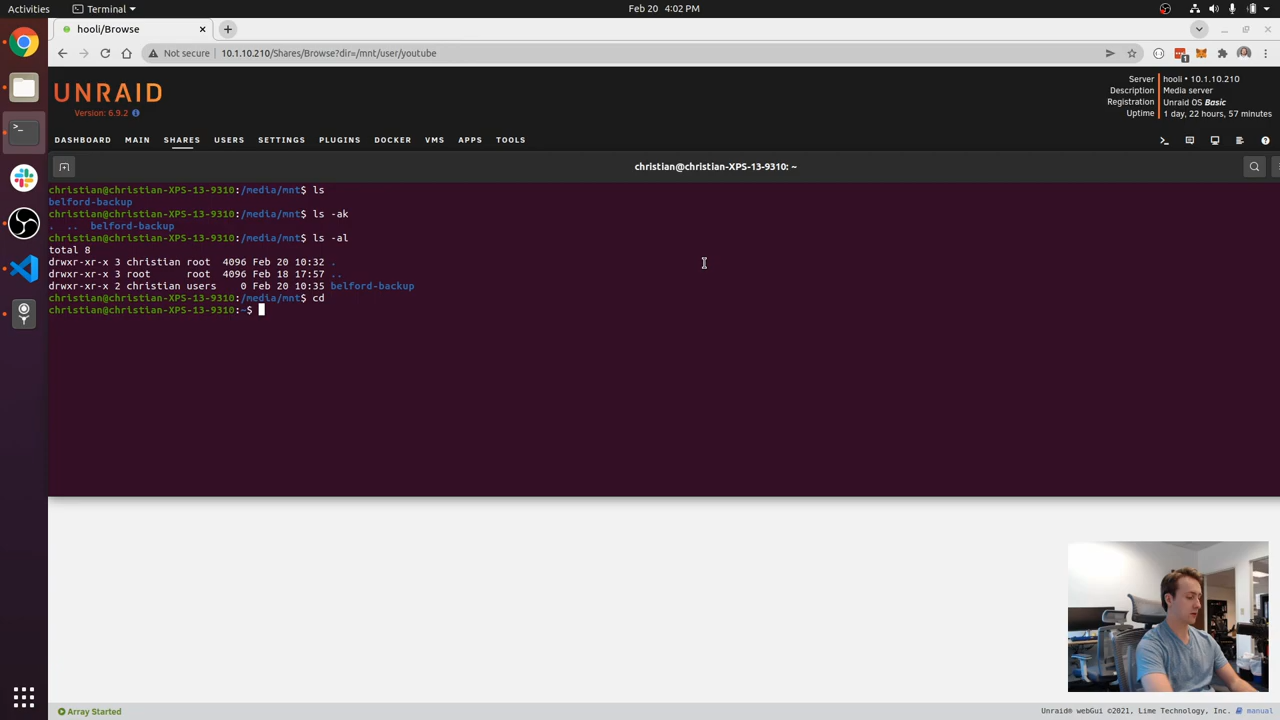 Activities
Terminal
Feb 20 4:02 PM
hooli/Browse
Not secure 10.1.10.210/Shares/Browse?dir=/mnt/user/youtube
1
UNRAID
Version: 6.9.2
Server hooli • 10.1.10.210
Description Media server
Registration Unraid OS Basic
Uptime 1 day, 22 hours, 57 minutes
DASHBOARD MAIN SHARES USERS SETTINGS PLUGINS DOCKER VMS APPS TOOLS
christian@christian-XPS-13-9310: ~
christian@christian-XPS-13-9310:/media/mnt$ ls
belford-backup
christian@christian-XPS-13-9310:/media/mnt$ ls -ak
. .. belford-backup
christian@christian-XPS-13-9310:/media/mnt$ ls -al
total 8
drwxr-xr-x 3 christian root 4096 Feb 20 10:32 .
drwxr-xr-x 3 root root 4096 Feb 18 17:57 ..
drwxr-xr-x 2 christian users 0 Feb 20 10:35 belford-backup
christian@christian-XPS-13-9310:/media/mnt$ cd
christian@christian-XPS-13-9310:~$
Array Started
Unraid® webGui ©2021, Lime Technology, Inc. manual